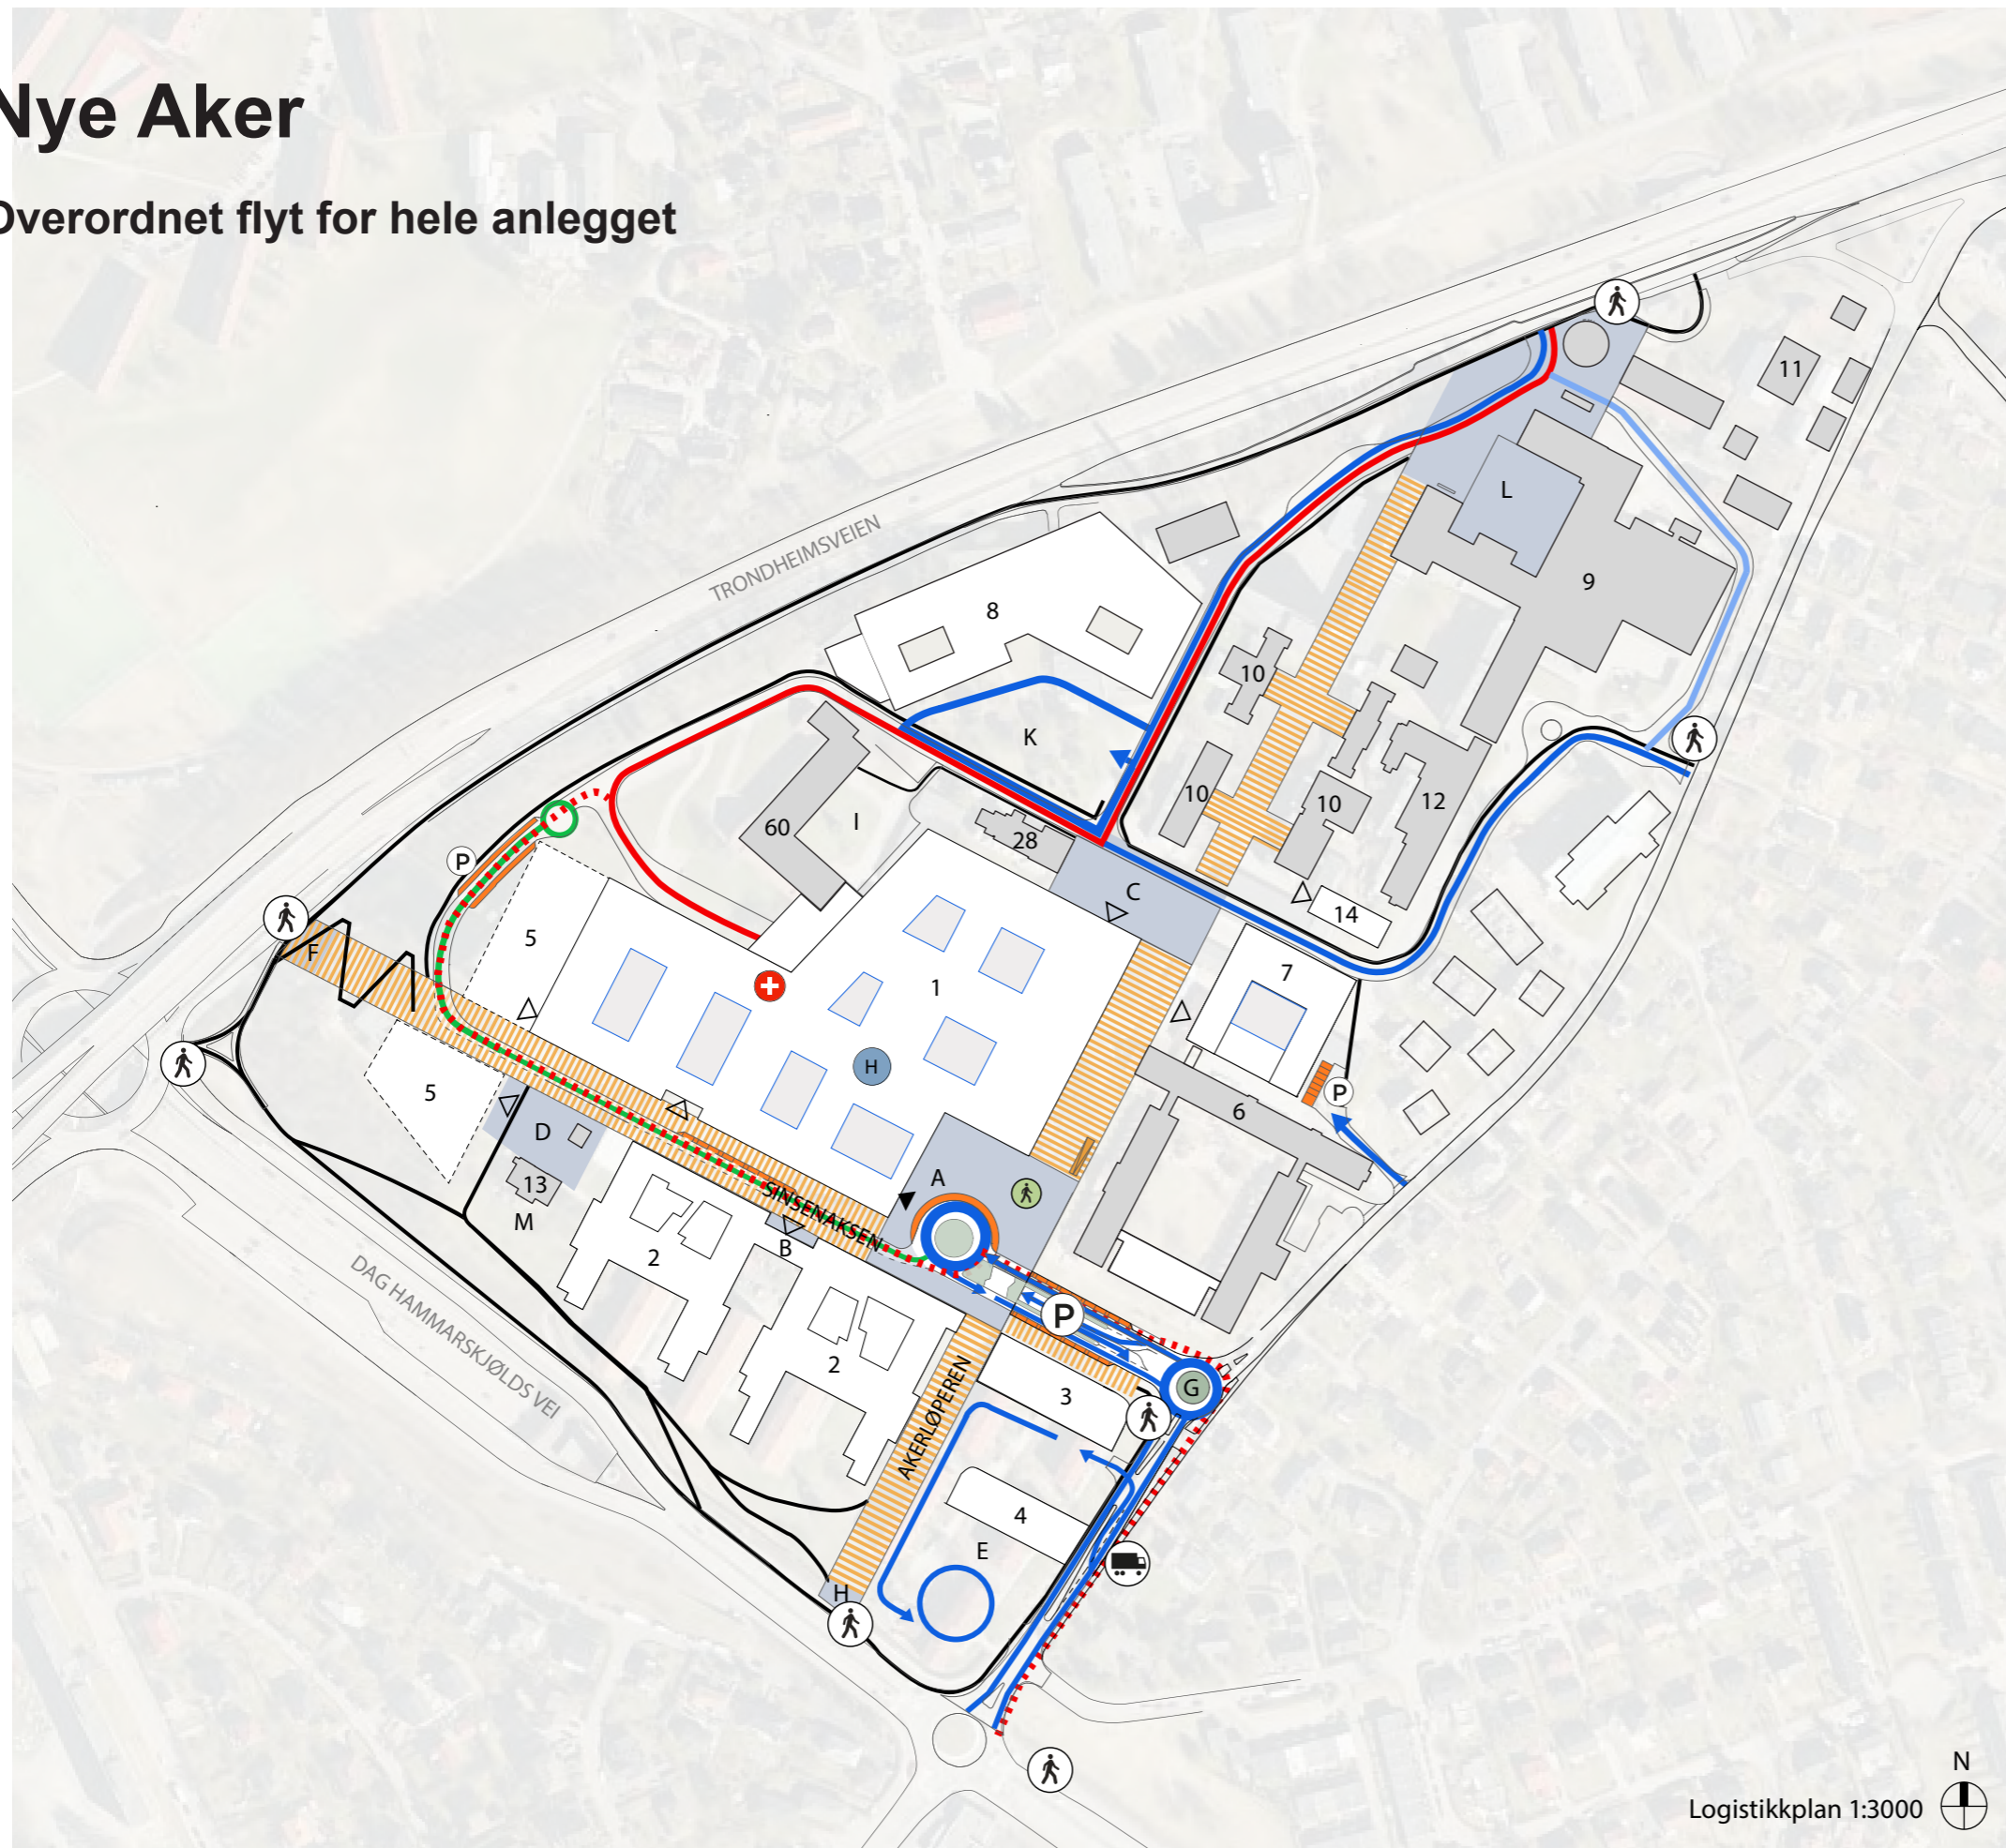 Nye Aker
Overordnet flyt for hele anlegget
11
L
TRONDHEIMSVEIEN
9
8
10
K
10
10
12
60
I
28
P
C
14
5
F
7
1
H
5
P
6
D
A
13
SINSENAKSEN
M
B
2
P
DAG HAMMARSKJØLDS VEI
2
AKERLØPEREN
3
G
4
E
H
N
Logistikkplan 1:3000